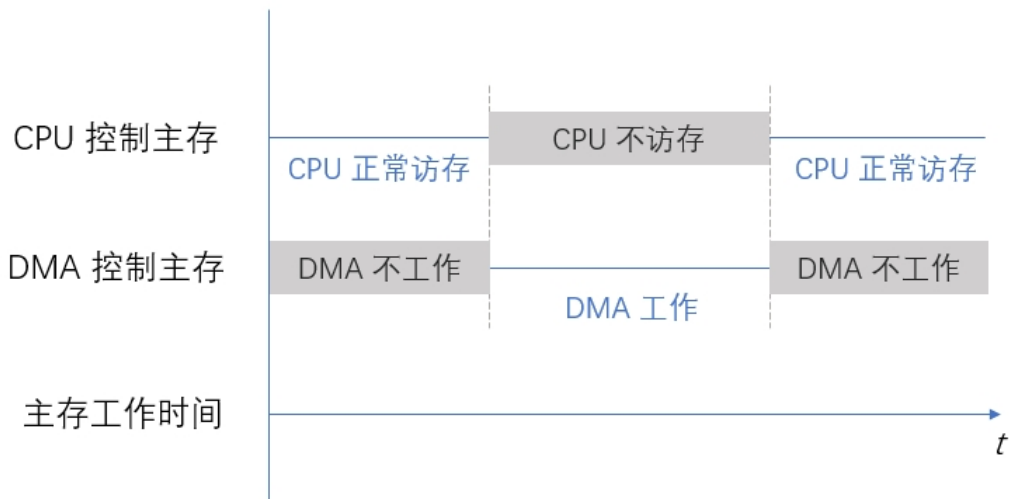 CPU 控制主存
CPU 不访存
CPU 正常访存
CPU 正常访存
DMA 控制主存
DMA 不工作
DMA 不工作
DMA 工作
主存工作时间
t